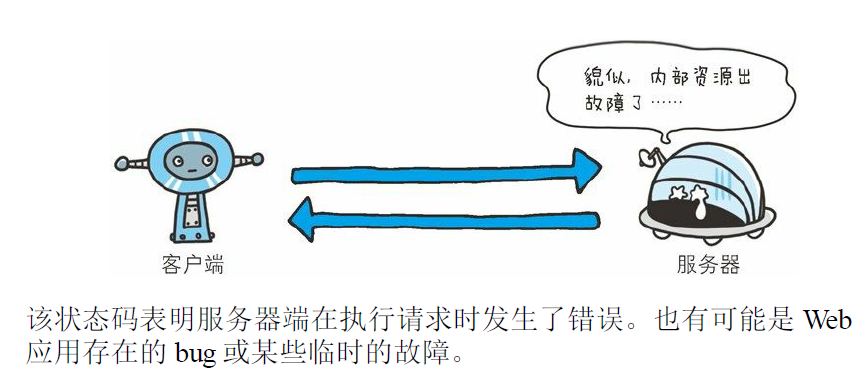 貌似，内部资源出
故障了……
客户端
服务器
该状态码表明服务器端在执行请求时发生了错误。也有可能是 Web
应用存在的 bug 或某些临时的故障。